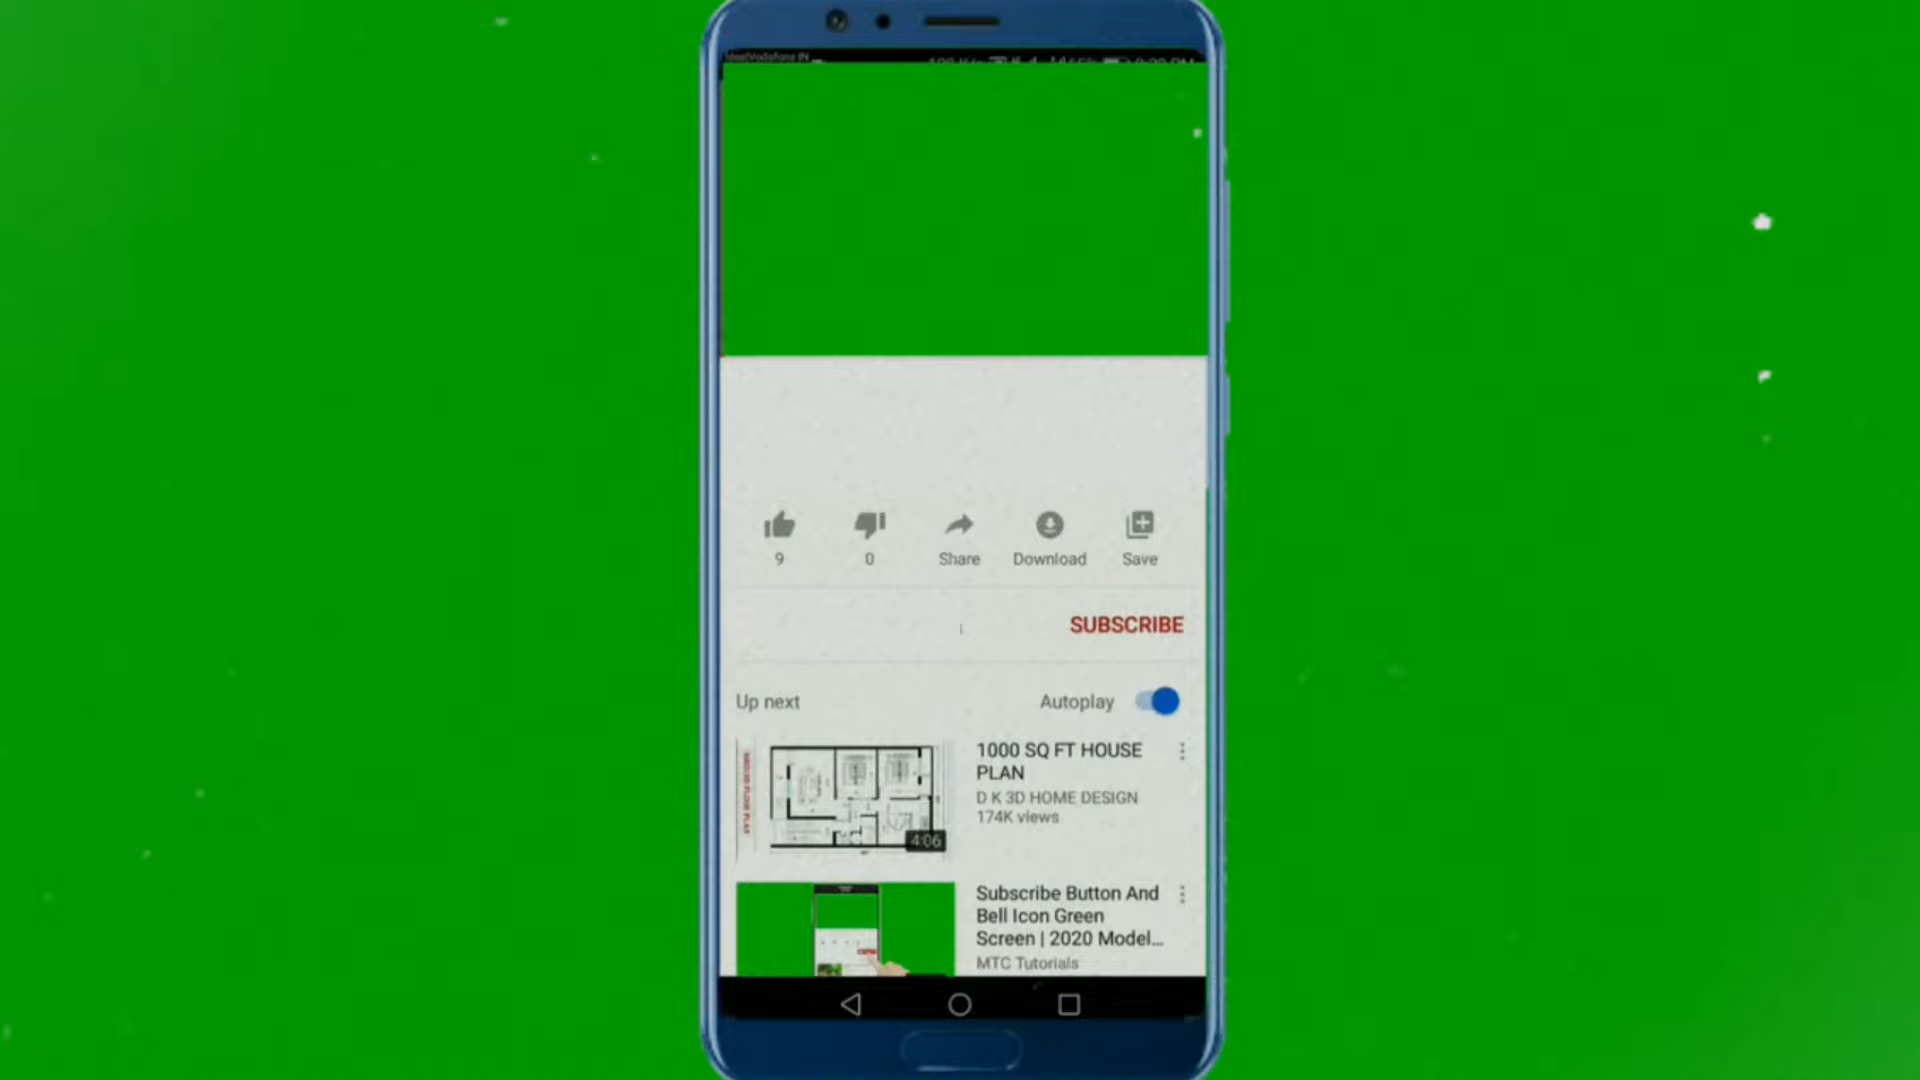 9
0
Share
Download
Save
SUBSCRIBE
Up next
Autoplay
1000 SQ FT HOUSE
PLAN
D K 3D HOME DESIGN
174K views
4:06
Subscribe Button And
Bell Icon Green
Screen | 2020 Model...
MTC Tutorials